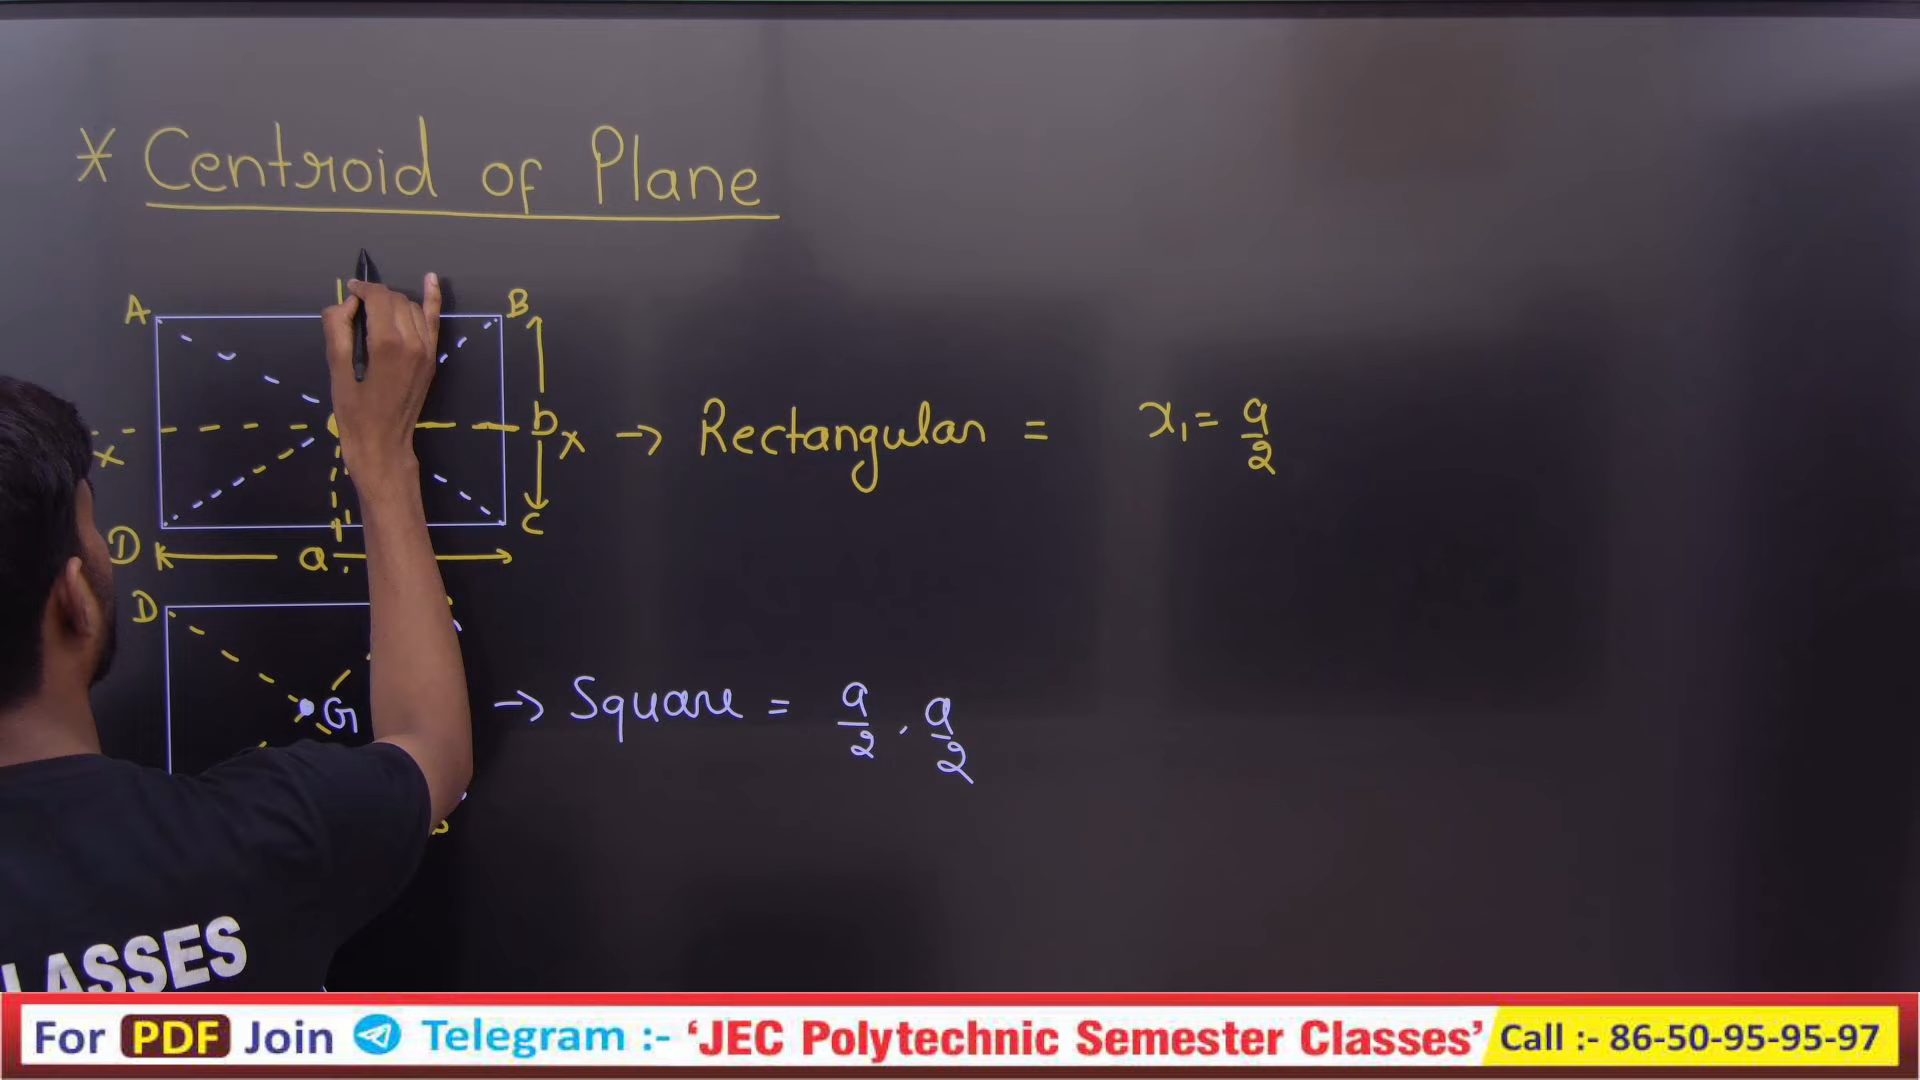 * Centroid of Plane
A B
b
x x → Rectangular = x₁ = a/2
D C
a
D
G → Square = a/2 . a/2
LASSES
For PDF Join Telegram :- ‘JEC Polytechnic Semester Classes’ Call :- 86-50-95-95-97